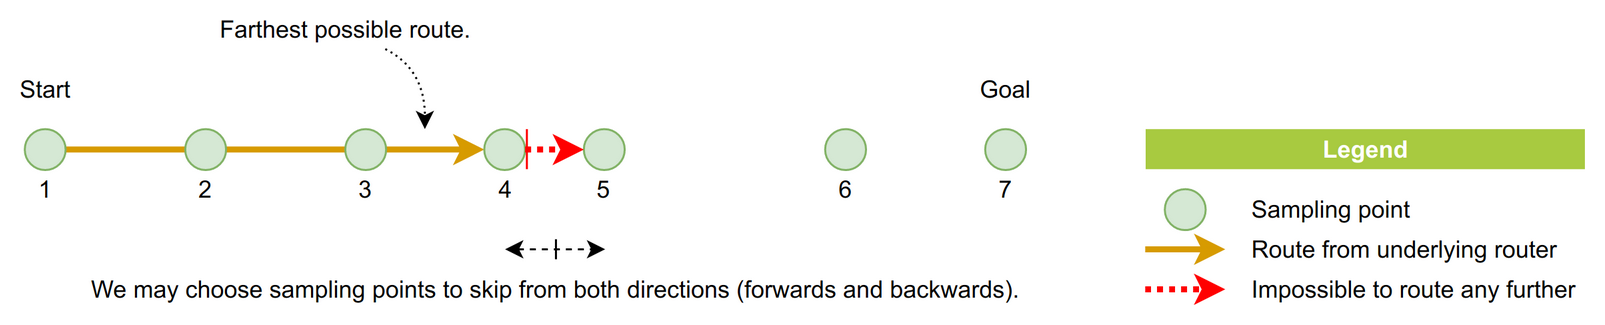 Farthest possible route.
Start
Goal
1 2 3 4 5 6 7
We may choose sampling points to skip from both directions (forwards and backwards).
Legend
Sampling point
Route from underlying router
Impossible to route any further